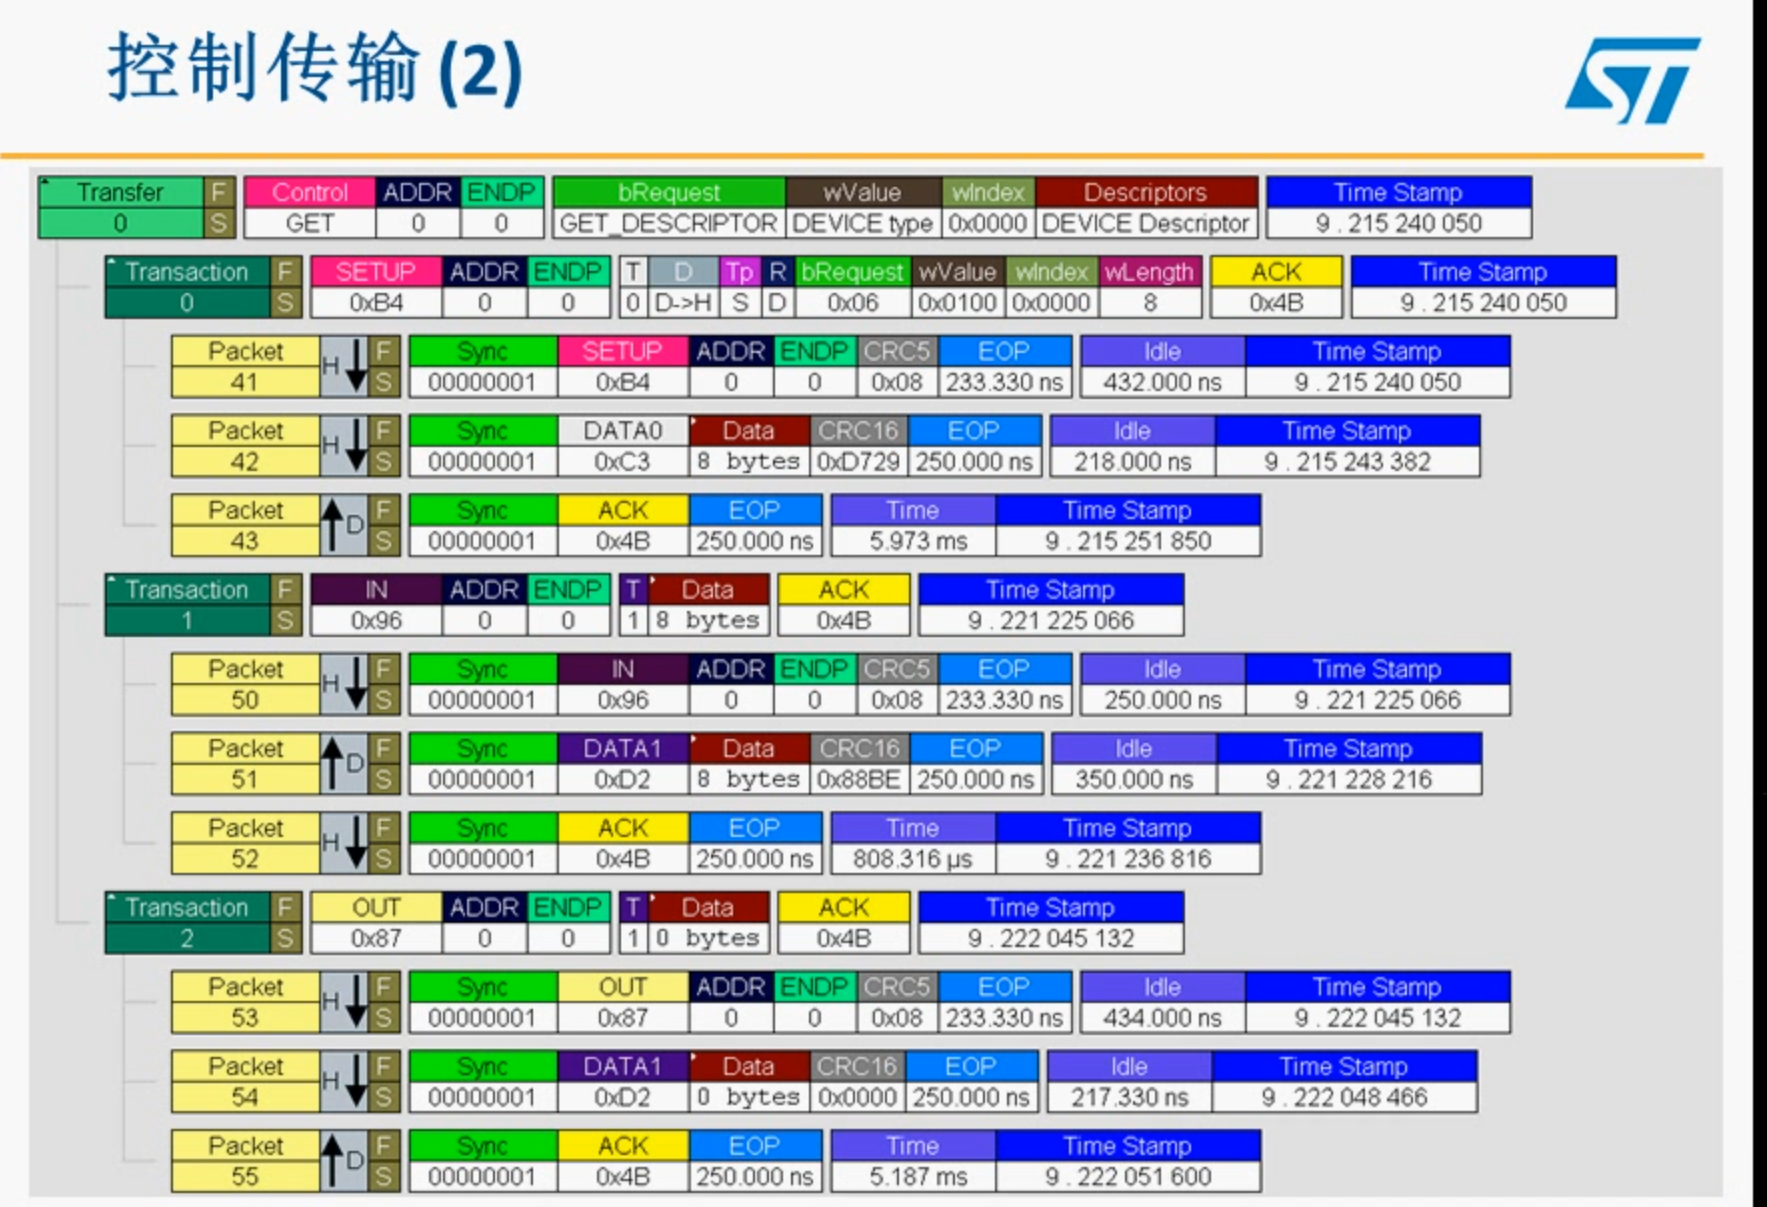 控制传输 (2)
ST
Transfer F Control ADDR ENDP bRequest wValue wIndex Descriptors Time Stamp
0 S GET 0 0 GET_DESCRIPTOR DEVICE type 0x0000 DEVICE Descriptor 9 . 215 240 050
Transaction F SETUP ADDR ENDP T D Tp R bRequest wValue wIndex wLength ACK Time Stamp
0 S 0xB4 0 0 0 D->H S D 0x06 0x0100 0x0000 8 0x4B 9 . 215 240 050
Packet H F Sync SETUP ADDR ENDP CRC5 EOP Idle Time Stamp
41 S 00000001 0xB4 0 0 0x08 233.330 ns 432.000 ns 9 . 215 240 050
Packet H F Sync DATA0 Data CRC16 EOP Idle Time Stamp
42 S 00000001 0xC3 8 bytes 0xD729 250.000 ns 218.000 ns 9 . 215 243 382
Packet D F Sync ACK EOP Time Time Stamp
43 S 00000001 0x4B 250.000 ns 5.973 ms 9 . 215 251 850
Transaction F IN ADDR ENDP T Data ACK Time Stamp
1 S 0x96 0 0 1 8 bytes 0x4B 9 . 221 225 066
Packet H F Sync IN ADDR ENDP CRC5 EOP Idle Time Stamp
50 S 00000001 0x96 0 0 0x08 233.330 ns 250.000 ns 9 . 221 225 066
Packet D F Sync DATA1 Data CRC16 EOP Idle Time Stamp
51 S 00000001 0xD2 8 bytes 0x88BE 250.000 ns 350.000 ns 9 . 221 228 216
Packet H F Sync ACK EOP Time Time Stamp
52 S 00000001 0x4B 250.000 ns 808.316 µs 9 . 221 236 816
Transaction F OUT ADDR ENDP T Data ACK Time Stamp
2 S 0x87 0 0 1 0 bytes 0x4B 9 . 222 045 132
Packet H F Sync OUT ADDR ENDP CRC5 EOP Idle Time Stamp
53 S 00000001 0x87 0 0 0x08 233.330 ns 434.000 ns 9 . 222 045 132
Packet H F Sync DATA1 Data CRC16 EOP Idle Time Stamp
54 S 00000001 0xD2 0 bytes 0x0000 250.000 ns 217.330 ns 9 . 222 048 466
Packet D F Sync ACK EOP Time Time Stamp
55 S 00000001 0x4B 250.000 ns 5.187 ms 9 . 222 051 600